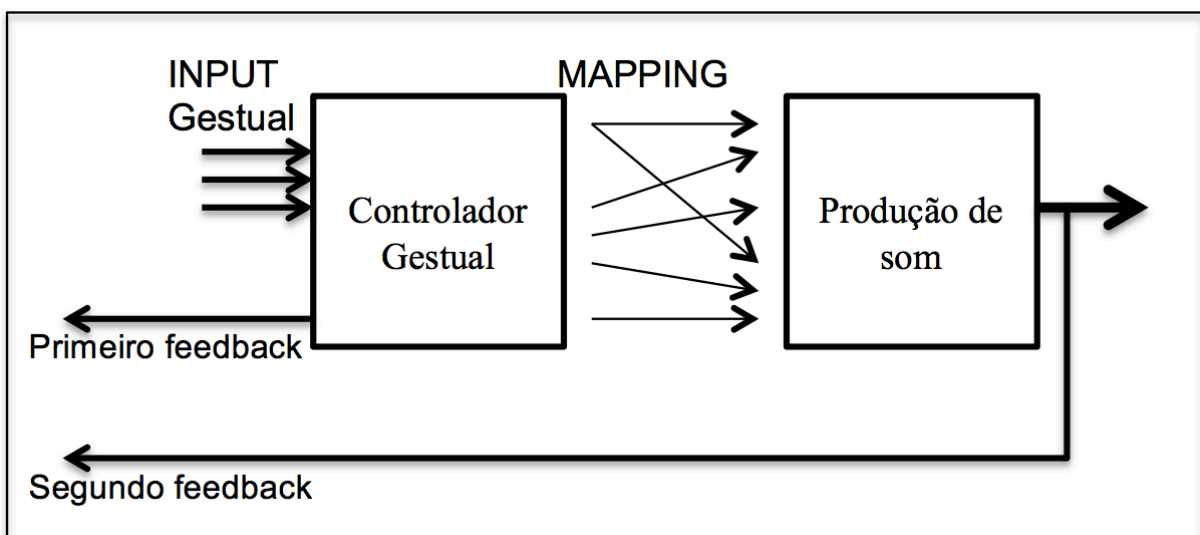 INPUT
Gestual
MAPPING
Controlador
Gestual
Produção de
som
Primeiro feedback
Segundo feedback